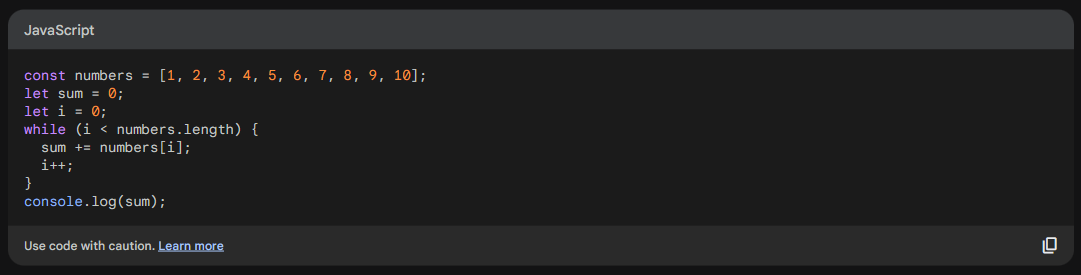 JavaScript
const numbers = [1, 2, 3, 4, 5, 6, 7, 8, 9, 10];
let sum = 0;
let i = 0;
while (i < numbers.length) {
  sum += numbers[i];
  i++;
}
console.log(sum);
Use code with caution. Learn more